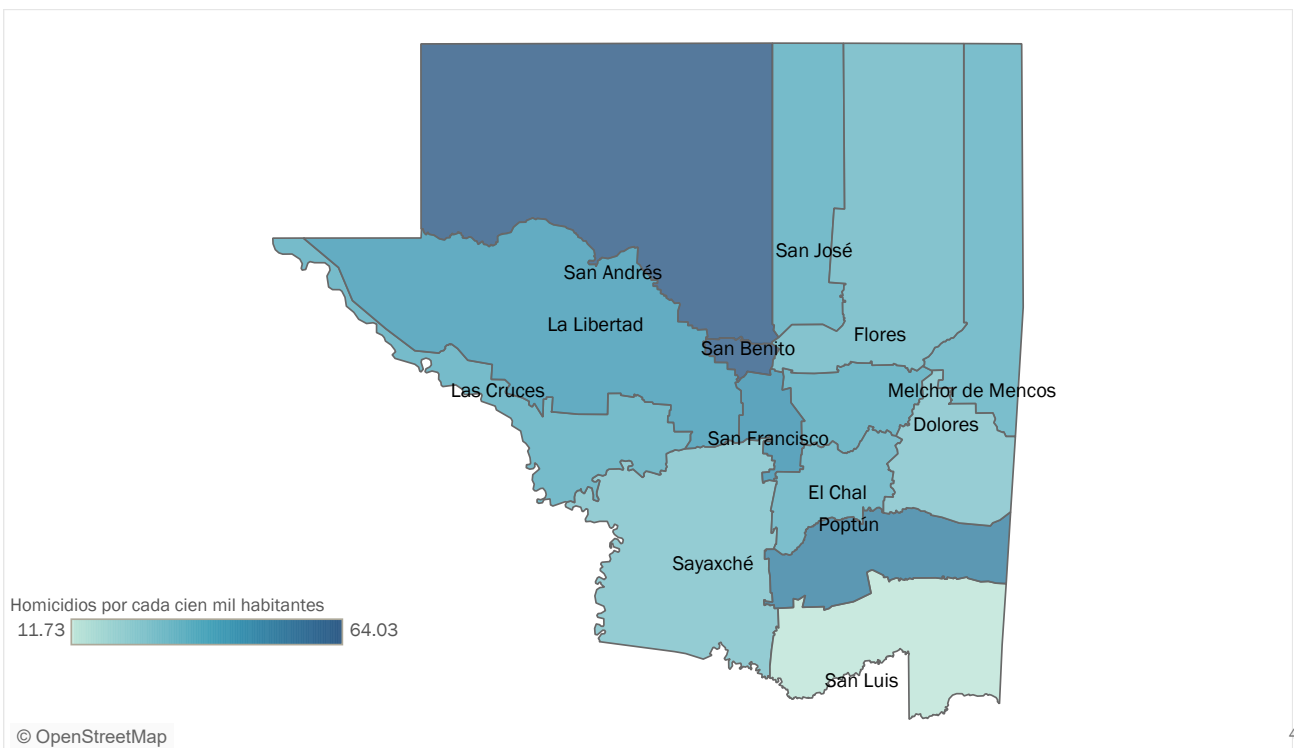 San José
San Andrés
La Libertad
Flores
San Benito
Las Cruces
Melchor de Mencos
Dolores
San Francisco
El Chal
Poptún
Sayaxché
Homicidios por cada cien mil habitantes
11.73
64.03
San Luis
© OpenStreetMap